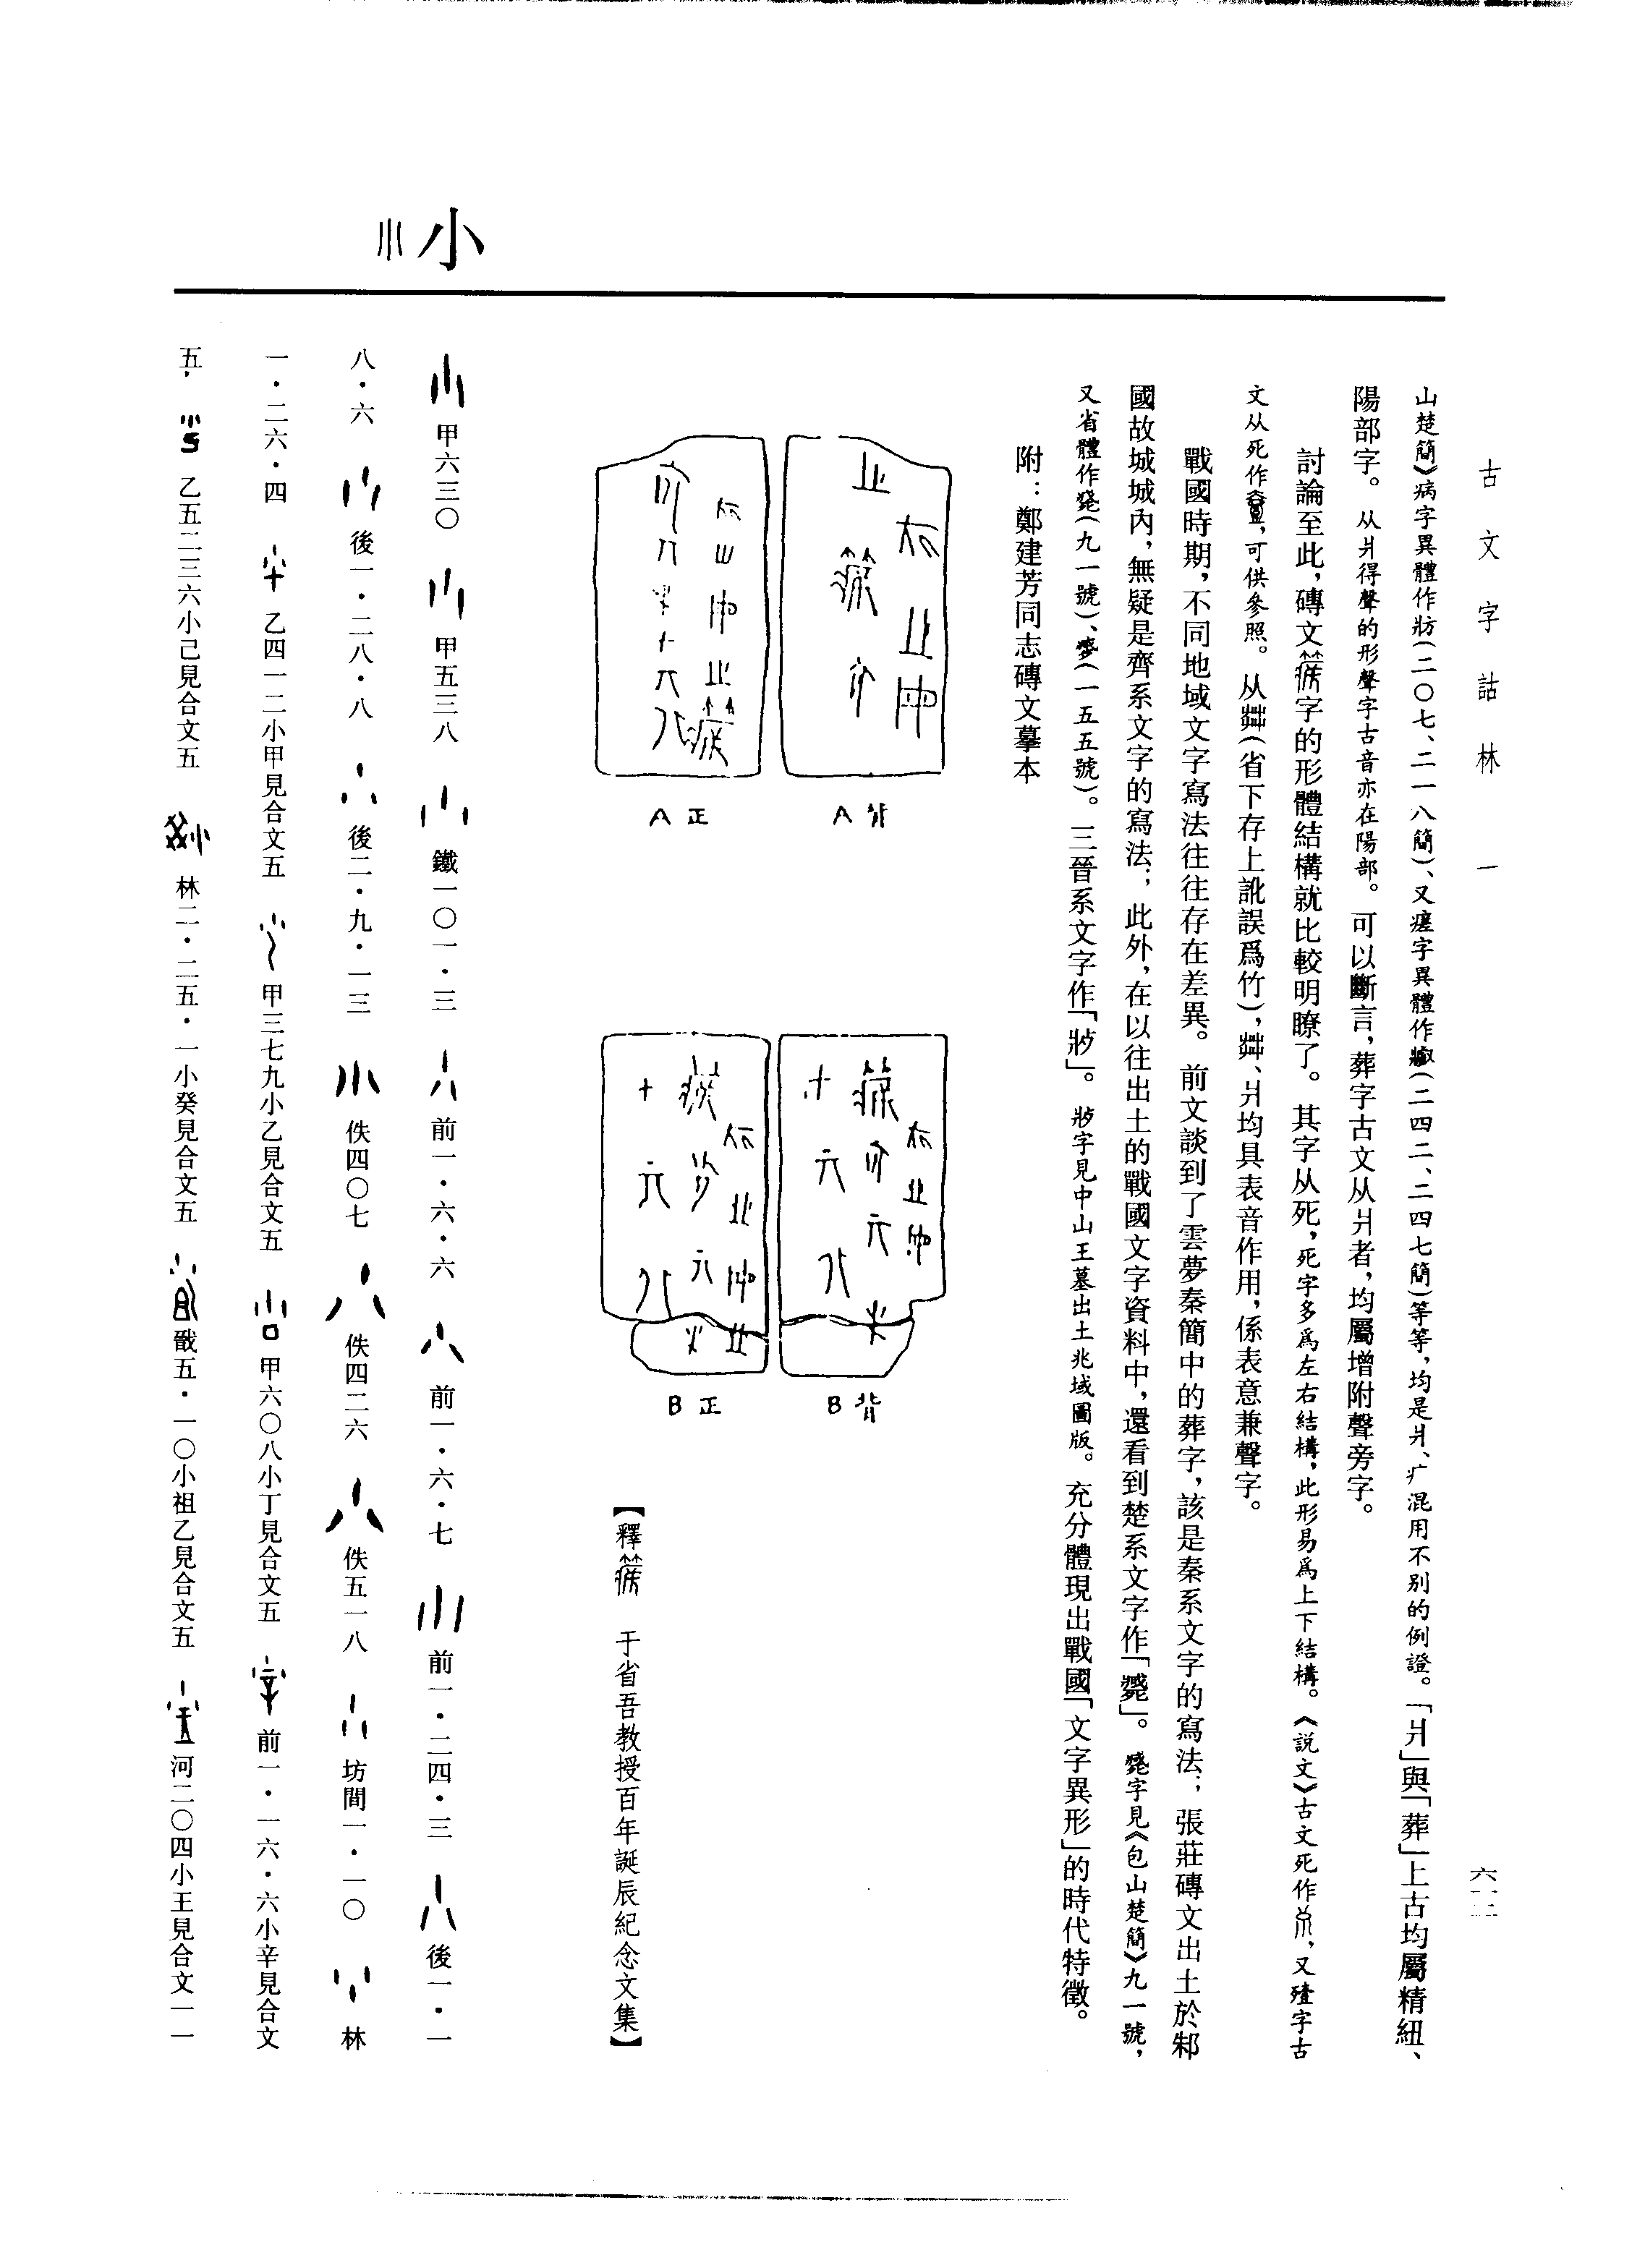 古文字詁林 一
六一二
山楚簡》病字異體作㽱(二〇七、二一八簡)、又瘥字異體作(二四二、二四七簡)等等,均是爿、疒混用不別的例證。「爿」與「葬」上古均屬精紐、
陽部字。从爿得聲的形聲字古音亦在陽部。可以斷言,葬字古文从爿者,均屬增附聲旁字。
討論至此,磚文字的形體結構就比較明瞭了。其字从死,死字多爲左右結構,此形易爲上下結構。《說文》古文死作,又殪字古
文从死作,可供參照。从茻(省下存上訛誤爲竹),茻、爿均具表音作用,係表意兼聲字。
戰國時期,不同地域文字寫法往往存在差異。前文談到了雲夢秦簡中的葬字,該是秦系文字的寫法;張莊磚文出土於邾
國故城城內,無疑是齊系文字的寫法;此外,在以往出土的戰國文字資料中,還看到楚系文字作「」。字見《包山楚簡》九一號,
又省體作(九一號)、(一五五號)。三晉系文字作「」。字見中山王墓出土兆域圖版。充分體現出戰國「文字異形」的時代特徵。
附:鄭建芳同志磚文摹本
A背
A正
B背
B正
【釋 于省吾教授百年誕辰紀念文集】
小
甲六三〇 甲五三八 鐵一〇一·三 前一·六·六 前一·六·七 前一·二四·三 後一·一
八·六 後一·二八·八 後二·九·一三 佚四〇七 佚四二六 佚五一八 坊間一·一〇 林
一·二六·四 乙四一二小甲見合文五 甲三七九小乙見合文五 甲六〇八小丁見合文五 前一·一六·六小辛見合文
五· 乙五二三六小己見合文五 林二·二五·一小癸見合文五 戩五·一〇小祖乙見合文五 河二〇四小王見合文一一